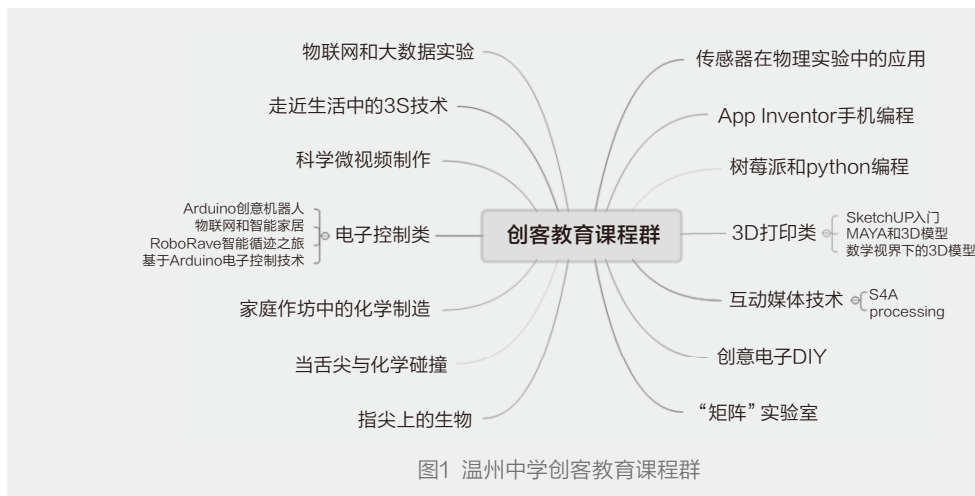 物联网和大数据实验
走近生活中的3S技术
科学微视频制作
Arduino创意机器人
物联网和智能家居
RoboRave智能循迹之旅
基于Arduino电子控制技术
电子控制类
家庭作坊中的化学制造
当舌尖与化学碰撞
指尖上的生物
创客教育课程群
传感器在物理实验中的应用
App Inventor手机编程
树莓派和python编程
3D打印类
SketchUP入门
MAYA和3D模型
数学视界下的3D模型
互动媒体技术
S4A
processing
创意电子DIY
“矩阵”实验室
图1 温州中学创客教育课程群